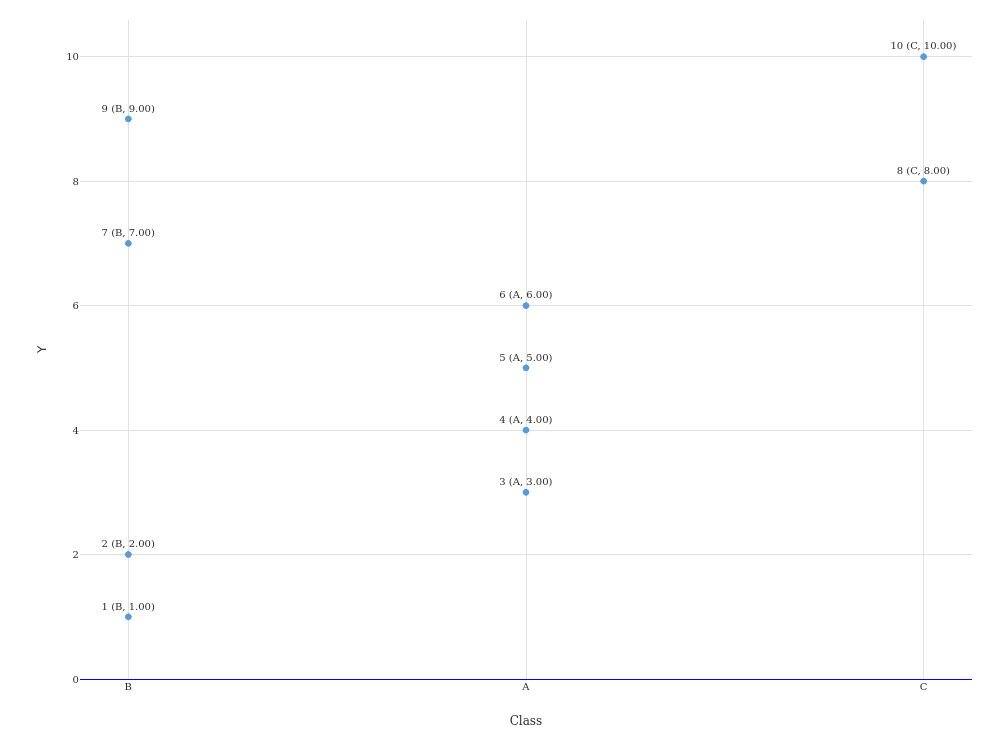 10 (C, 10.00)
10
9 (B, 9.00)
8 (C, 8.00)
8
7 (B, 7.00)
6 (A, 6.00)
6
5 (A, 5.00)
Y
4 (A, 4.00)
4
3 (A, 3.00)
2 (B, 2.00)
2
1 (B, 1.00)
0
B A C
Class